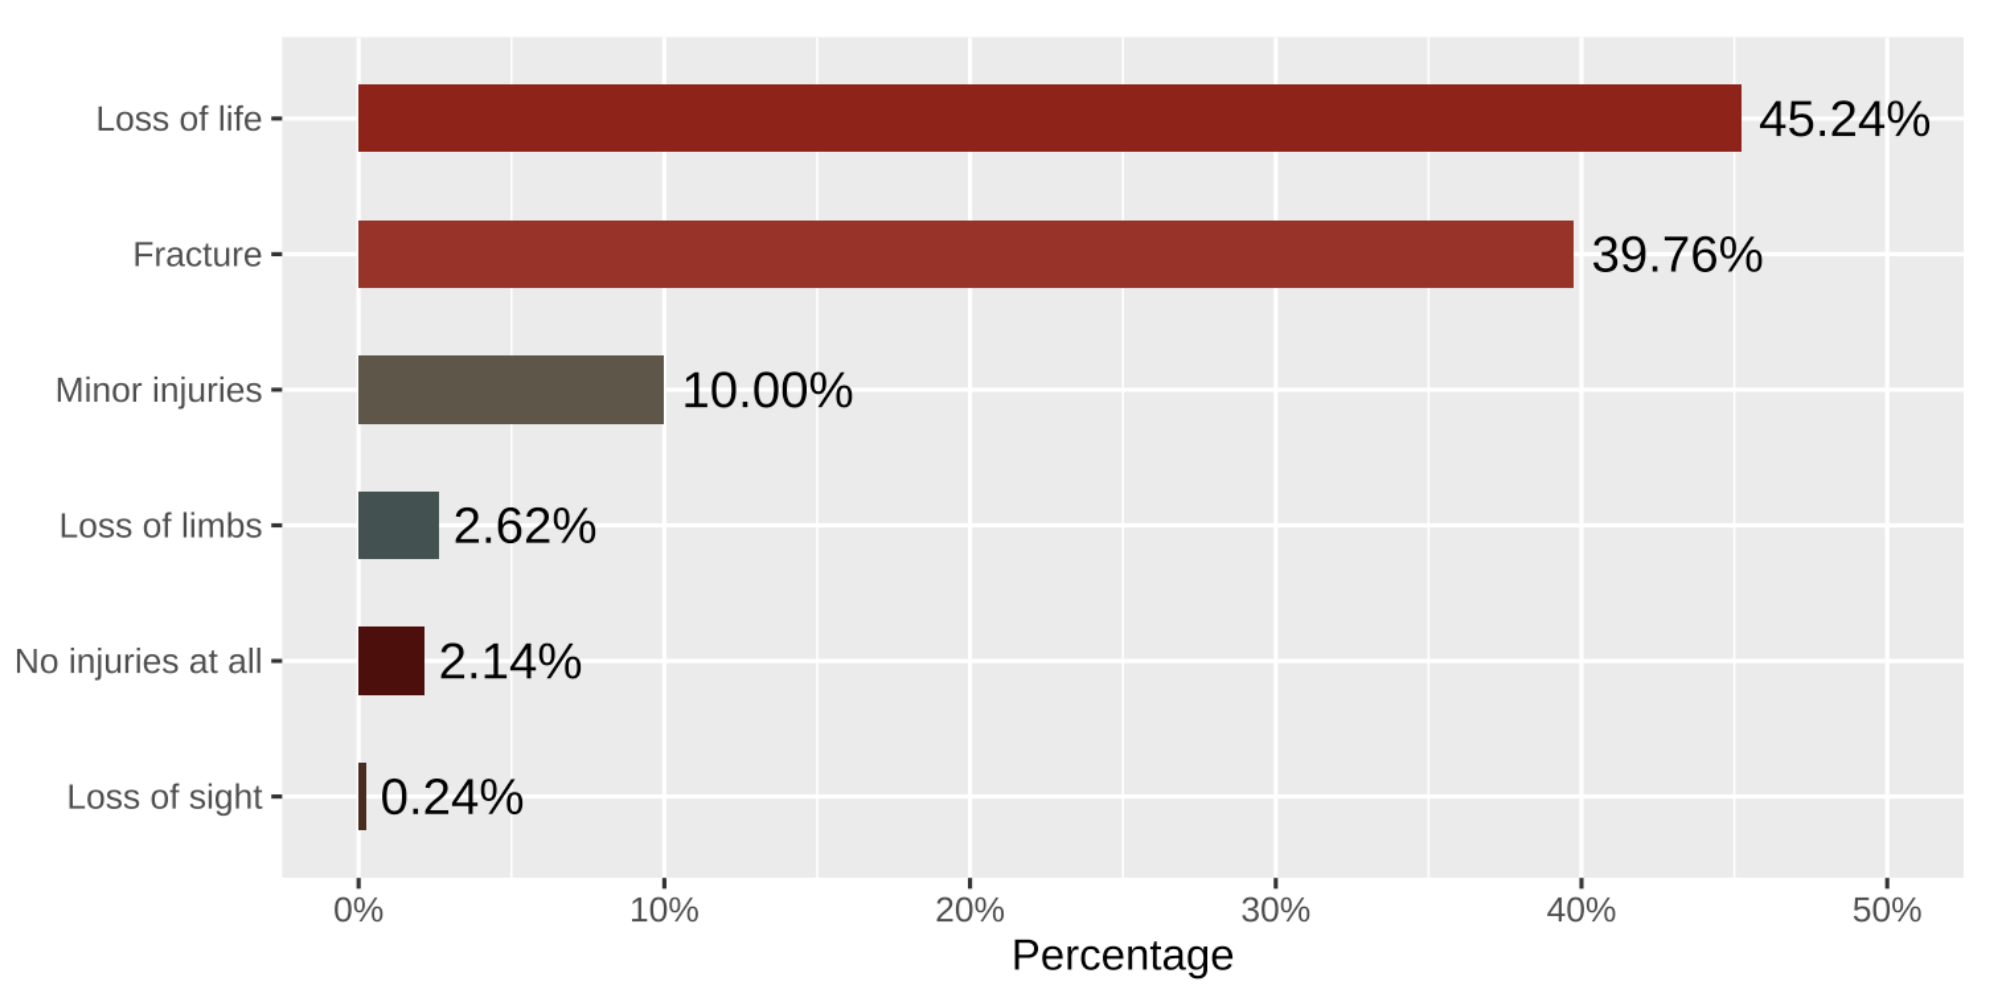 Loss of life
45.24%
Fracture
39.76%
Minor injuries
10.00%
Loss of limbs
2.62%
No injuries at all
2.14%
Loss of sight
0.24%
0% 10% 20% 30% 40% 50%
Percentage